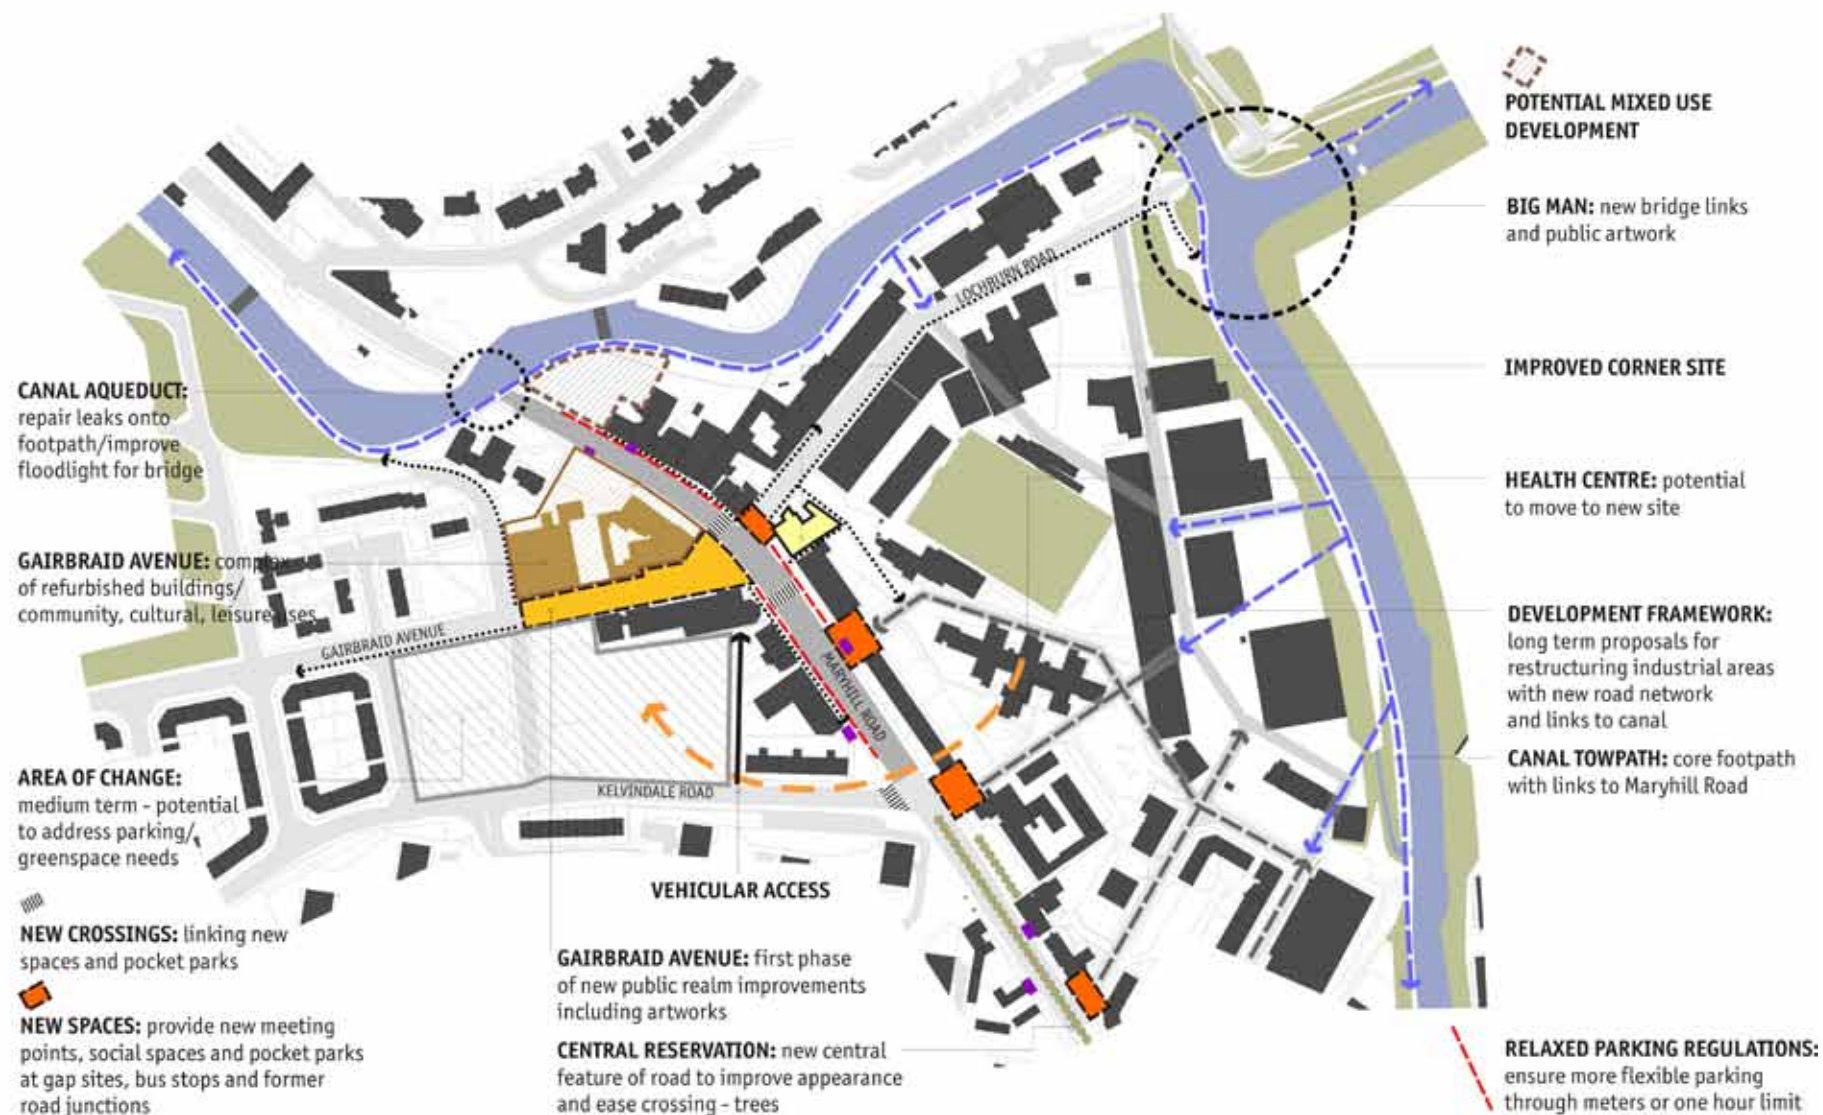 CANAL AQUEDUCT:
repair leaks onto
footpath/improve
floodlight for bridge
GAIRBRAID AVENUE: complex
of refurbished buildings/
community, cultural, leisure uses
AREA OF CHANGE:
medium term - potential
to address parking/
greenspace needs
NEW CROSSINGS: linking new
spaces and pocket parks
NEW SPACES: provide new meeting
points, social spaces and pocket parks
at gap sites, bus stops and former
road junctions
LOCHBURN ROAD
GAIRBRAID AVENUE
MARYHILL ROAD
KELVINDALE ROAD
VEHICULAR ACCESS
GAIRBRAID AVENUE: first phase
of new public realm improvements
including artworks
CENTRAL RESERVATION: new central
feature of road to improve appearance
and ease crossing - trees
POTENTIAL MIXED USE
DEVELOPMENT
BIG MAN: new bridge links
and public artwork
IMPROVED CORNER SITE
HEALTH CENTRE: potential
to move to new site
DEVELOPMENT FRAMEWORK:
long term proposals for
restructuring industrial areas
with new road network
and links to canal
CANAL TOWPATH: core footpath
with links to Maryhill Road
RELAXED PARKING REGULATIONS:
ensure more flexible parking
through meters or one hour limit